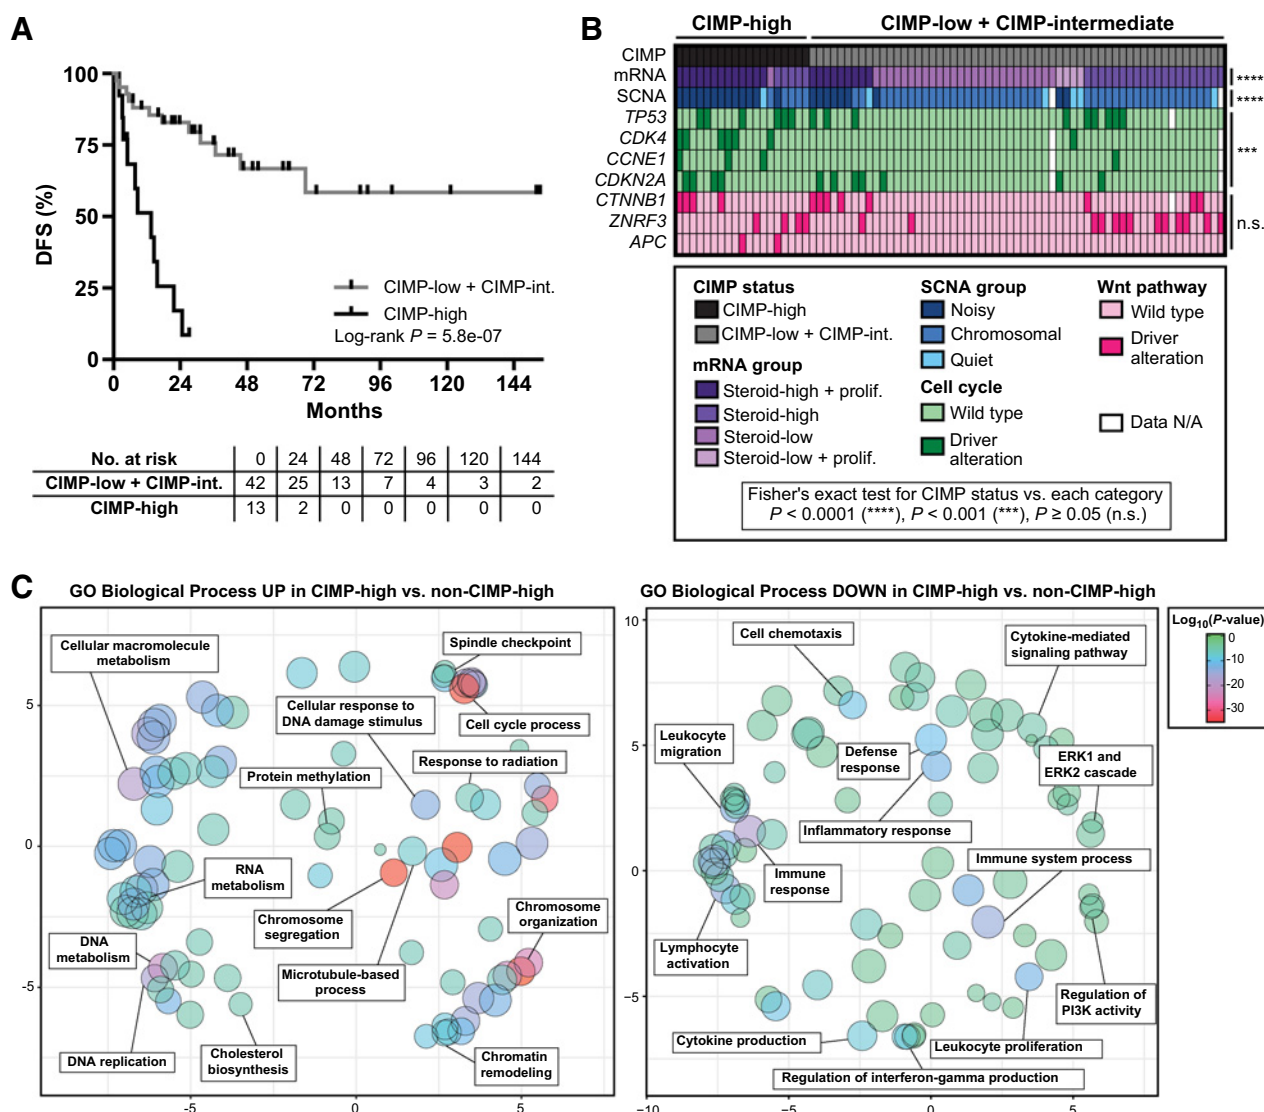 A
100
75
50
25
0
DFS (%)
0 24 48 72 96 120 144
Months
CIMP-low + CIMP-int.
CIMP-high
Log-rank P = 5.8e-07
No. at risk 0 24 48 72 96 120 144
CIMP-low + CIMP-int. 42 25 13 7 4 3 2
CIMP-high 13 2 0 0 0 0 0
B
CIMP-high CIMP-low + CIMP-intermediate
CIMP
mRNA ****
SCNA ****
TP53
CDK4
CCNE1 ***
CDKN2A
CTNNB1
ZNRF3 n.s.
APC
CIMP status
CIMP-high
CIMP-low + CIMP-int.
mRNA group
Steroid-high + prolif.
Steroid-high
Steroid-low
Steroid-low + prolif.
SCNA group
Noisy
Chromosomal
Quiet
Cell cycle
Wild type
Driver
alteration
Wnt pathway
Wild type
Driver
alteration
Data N/A
Fisher's exact test for CIMP status vs. each category
P < 0.0001 (****), P < 0.001 (***), P ≥ 0.05 (n.s.)
C
GO Biological Process UP in CIMP-high vs. non-CIMP-high
Cellular macromolecule
metabolism
Spindle checkpoint
Cellular response to
DNA damage stimulus
Cell cycle process
Protein methylation
Response to radiation
RNA
metabolism
Chromosome
segregation
Chromosome
organization
DNA
metabolism
Microtubule-based
process
DNA replication
Cholesterol
biosynthesis
Chromatin
remodeling
5
0
-5
-5 0 5
GO Biological Process DOWN in CIMP-high vs. non-CIMP-high
Cell chemotaxis
Cytokine-mediated
signaling pathway
Leukocyte
migration
Defense
response
ERK1 and
ERK2 cascade
Inflammatory response
Immune system process
Immune
response
Lymphocyte
activation
Regulation of
PI3K activity
Cytokine production
Leukocyte proliferation
Regulation of interferon-gamma production
10
5
0
-5
-10 -5 0 5
Log10(P-value)
0
-10
-20
-30